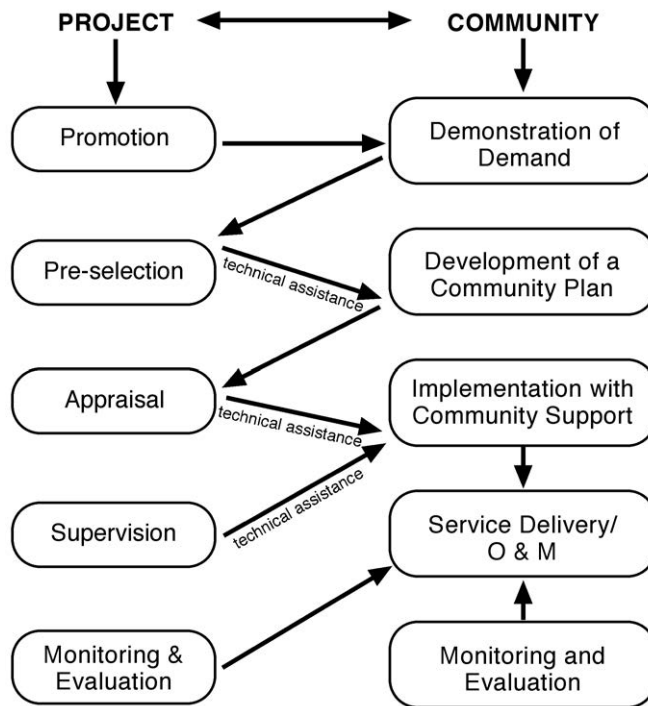 PROJECT
COMMUNITY
Promotion
Demonstration of
Demand
Pre-selection
technical assistance
Development of a
Community Plan
Appraisal
technical assistance
Implementation with
Community Support
Supervision
technical assistance
Service Delivery/
O & M
Monitoring &
Evaluation
Monitoring and
Evaluation